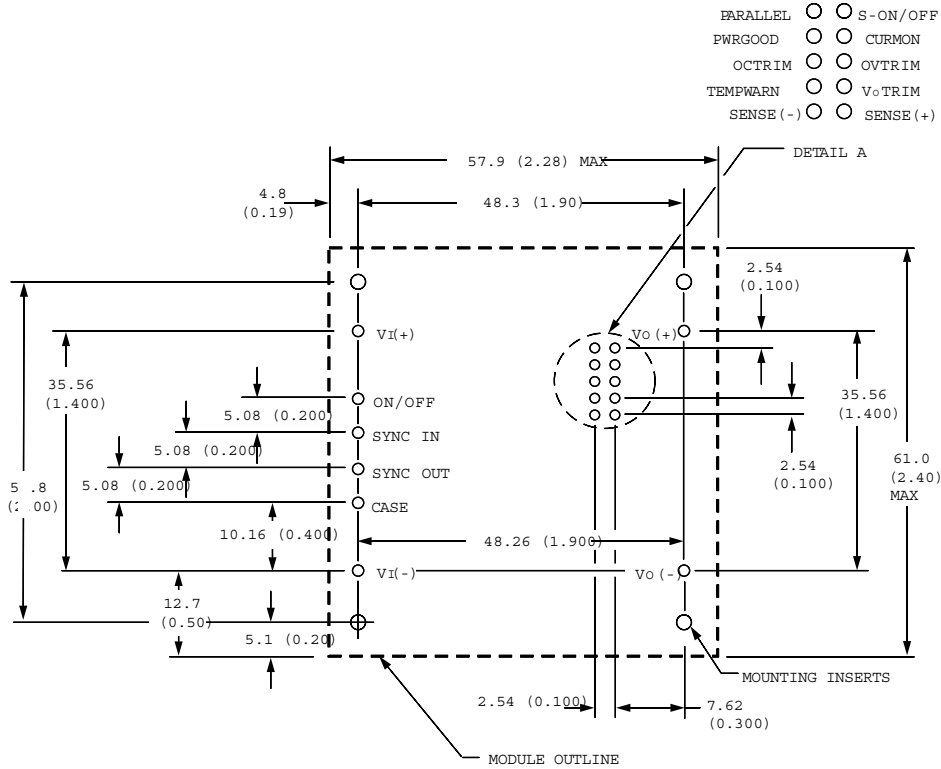 PARALLEL S-ON/OFF
PWRGOOD CURMON
OCTRIM OVTRIM
TEMPWARN VOTRIM
SENSE(-) SENSE(+)
DETAIL A
57.9 (2.28) MAX
4.8
(0.19)
48.3 (1.90)
2.54
(0.100)
VI(+)
VO(+)
35.56
(1.400)
ON/OFF
5.08 (0.200)
SYNC IN
5.08 (0.200)
SYNC OUT
5.08 (0.200)
CASE
35.56
(1.400)
2.54
(0.100)
61.0
(2.40)
MAX
10.16 (0.400)
48.26 (1.900)
VI(-)
VO(-)
12.7
(0.50)
5.1 (0.20)
MOUNTING INSERTS
2.54 (0.100)
7.62
(0.300)
MODULE OUTLINE